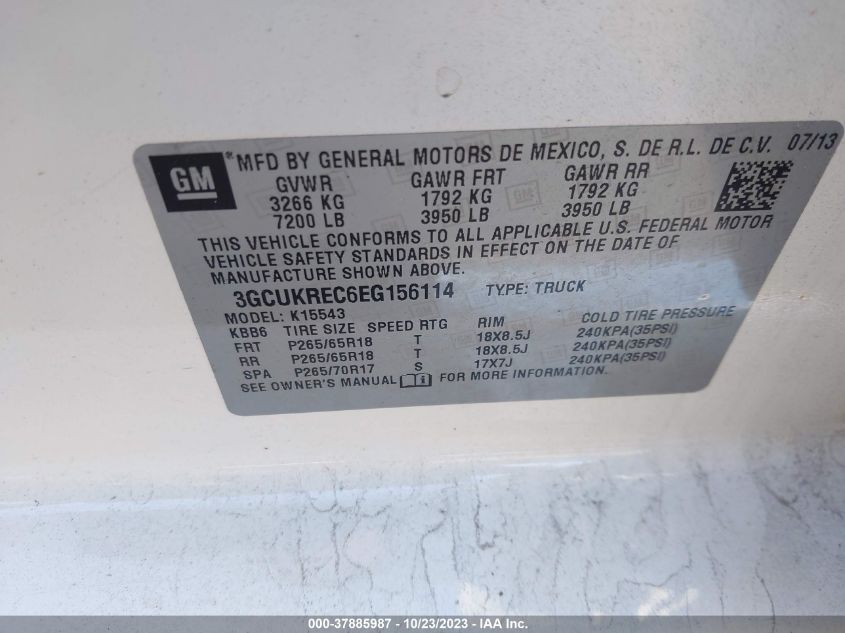 GM ® MFD BY GENERAL MOTORS DE MEXICO, S. DE R.L. DE C.V. 07/13
GVWR GAWR FRT GAWR RR
3266 KG 1792 KG 1792 KG
7200 LB 3950 LB 3950 LB
THIS VEHICLE CONFORMS TO ALL APPLICABLE U.S. FEDERAL MOTOR
VEHICLE SAFETY STANDARDS IN EFFECT ON THE DATE OF
MANUFACTURE SHOWN ABOVE.
3GCUKREC6EG156114 TYPE: TRUCK
MODEL: K15543
KBB6 TIRE SIZE SPEED RTG RIM COLD TIRE PRESSURE
FRT P265/65R18 T 18X8.5J 240KPA(35PSI)
RR P265/65R18 T 18X8.5J 240KPA(35PSI)
SPA P265/70R17 S 17X7J 240KPA(35PSI)
SEE OWNER'S MANUAL FOR MORE INFORMATION.
000-37885987 - 10/23/2023 - IAA Inc.